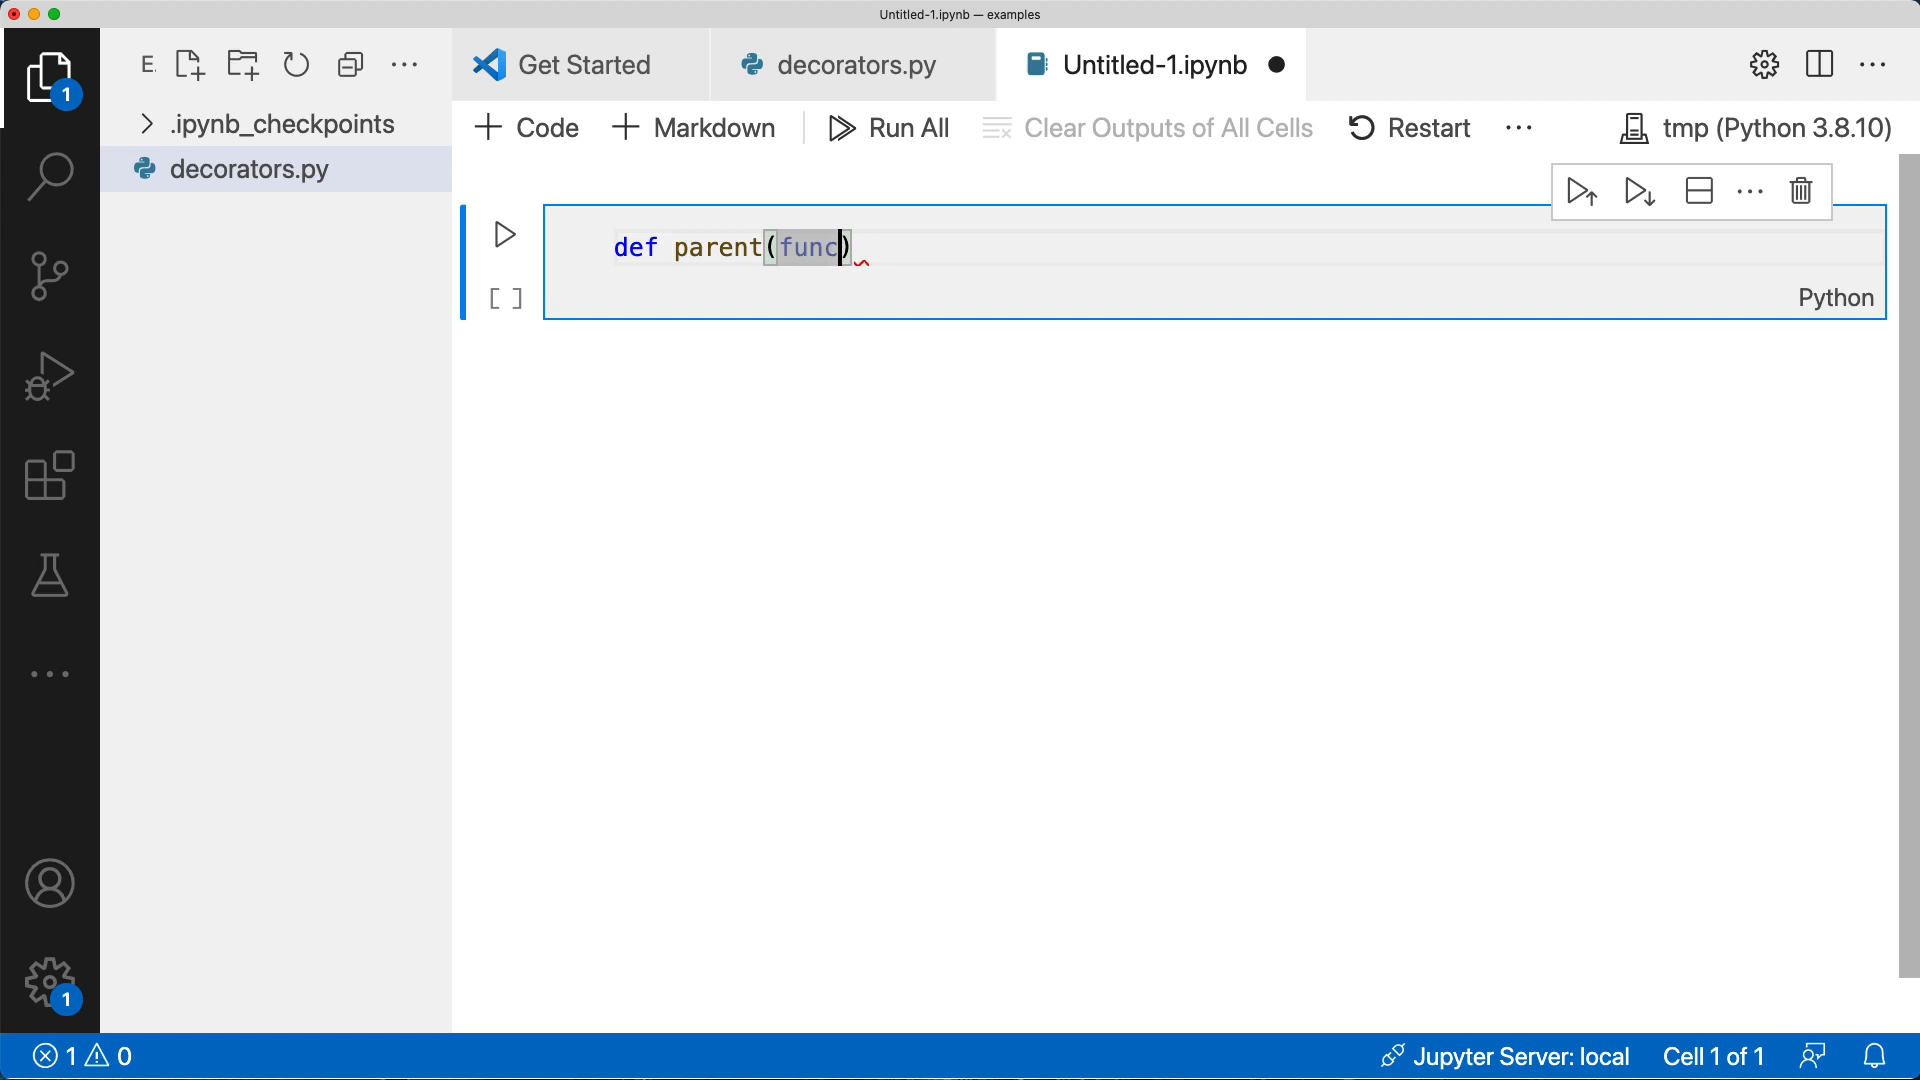 Untitled-1.ipynb — examples
E.
Get Started
decorators.py
Untitled-1.ipynb
.ipynb_checkpoints
decorators.py
Code
Markdown
Run All
Clear Outputs of All Cells
Restart
tmp (Python 3.8.10)
def parent(func)
[ ]
Python
1
1
1 0
Jupyter Server: local
Cell 1 of 1